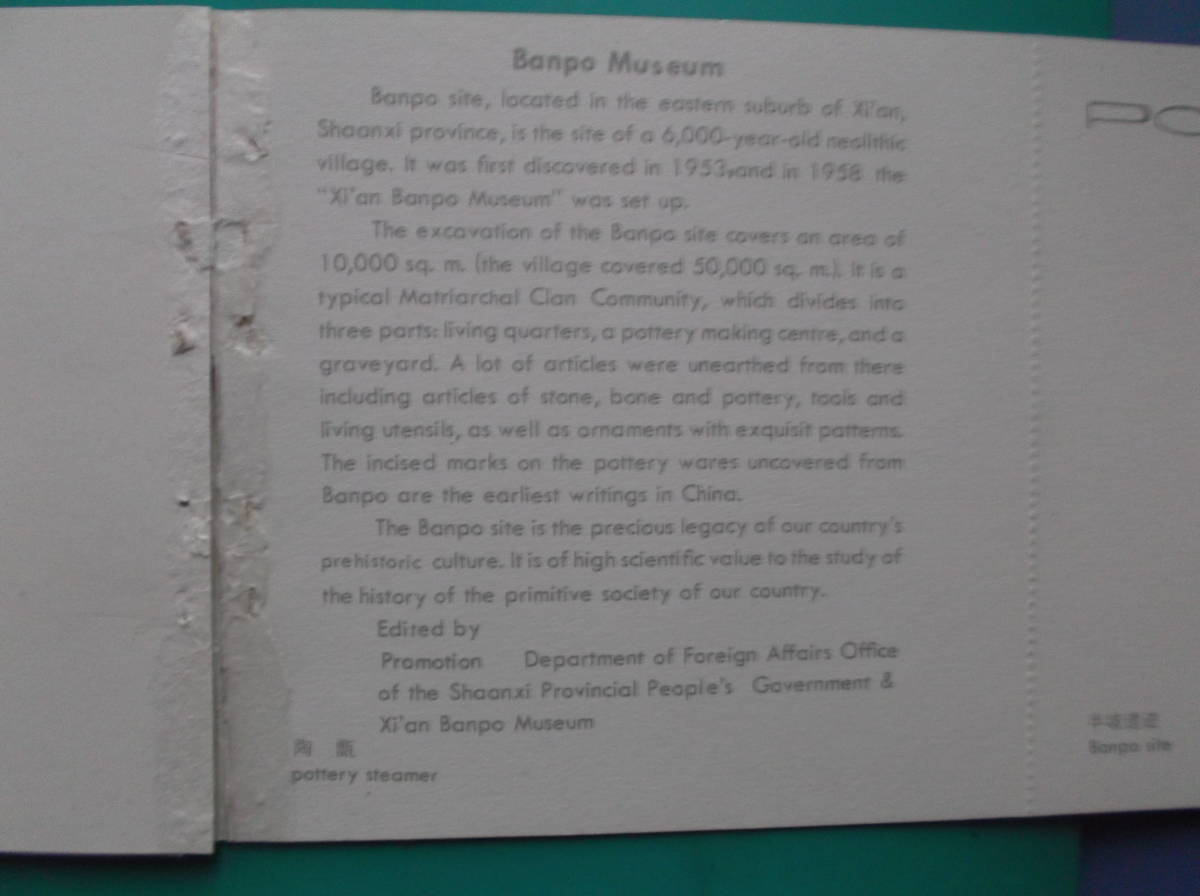 Banpo Museum
Banpo site, located in the eastern suburb of Xi'an,
Shaanxi province, is the site of a 6,000-year-old neolithic
village. It was first discovered in 1953,and in 1958 the
"Xi'an Banpo Museum" was set up.
The excavation of the Banpo site covers an area of
10,000 sq. m. (the village covered 50,000 sq. m.). It is a
typical Matriarchal Clan Community, which divides into
three parts: living quarters, a pottery making centre, and a
graveyard. A lot of articles were unearthed from there
including articles of stone, bone and pottery, tools and
living utensils, as well as ornaments with exquisit patterns.
The incised marks on the pottery wares uncovered from
Banpo are the earliest writings in China.
The Banpo site is the precious legacy of our country's
prehistoric culture. It is of high scientific value to the study of
the history of the primitive society of our country.
Edited by
Promotion Department of Foreign Affairs Office
of the Shaanxi Provincial People's Government &
Xi'an Banpo Museum
陶 甑
pottery steamer
PO
半坡遗迹
Banpo site